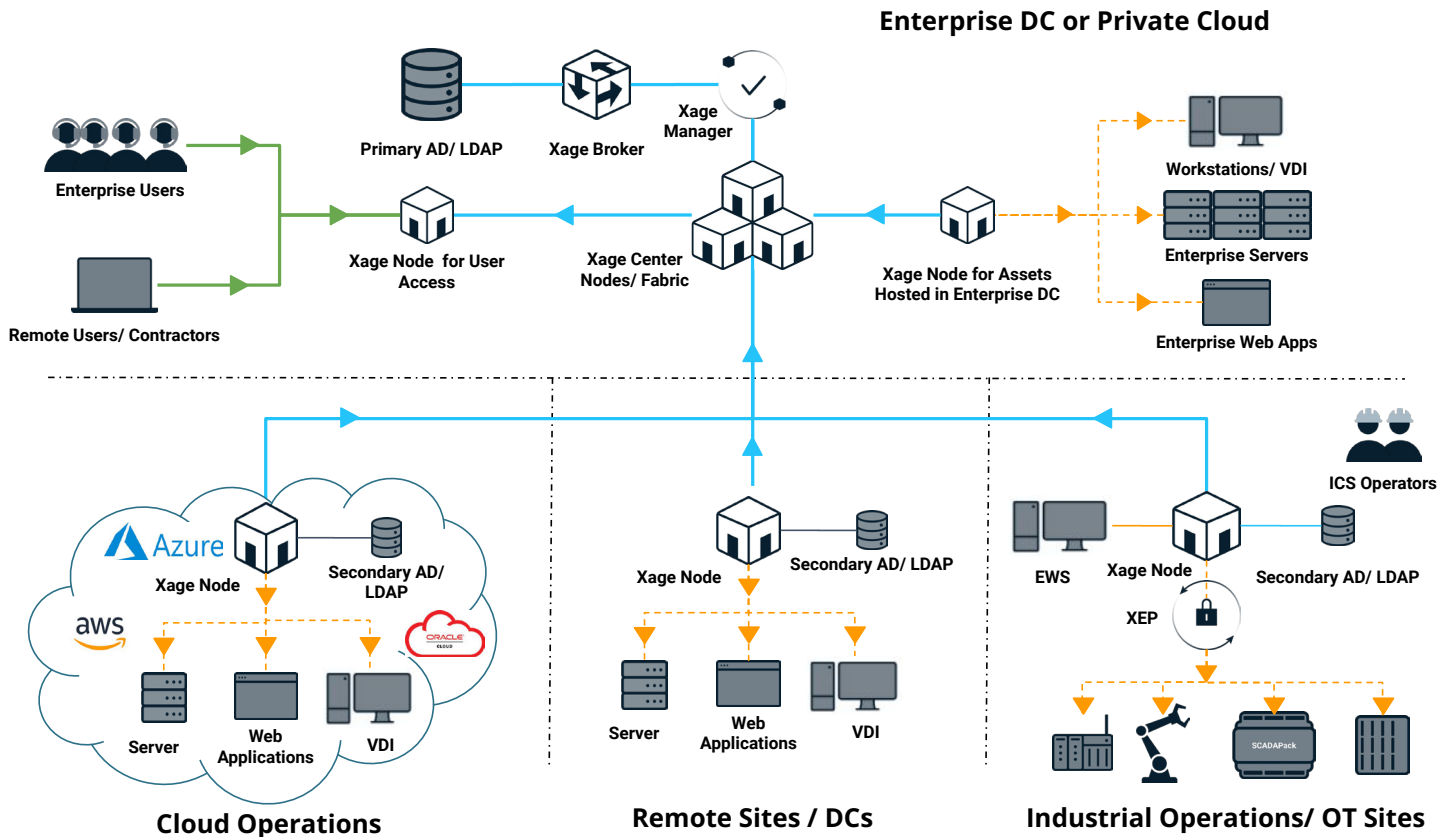 Enterprise DC or Private Cloud
Xage
Manager
Primary AD/ LDAP
Xage Broker
Enterprise Users
Workstations/ VDI
Xage Node  for User
Access
Xage Center
Nodes/ Fabric
Xage Node for Assets
Hosted in Enterprise DC
Enterprise Servers
Remote Users/ Contractors
Enterprise Web Apps
ICS Operators
Azure
Xage Node
Secondary AD/
LDAP
aws
ORACLE
CLOUD
Server
Web
Applications
VDI
Cloud Operations
Xage Node
Secondary AD/ LDAP
Server
Web
Applications
VDI
Remote Sites / DCs
EWS
Xage Node
Secondary AD/ LDAP
XEP
SCADAPack
Industrial Operations/ OT Sites